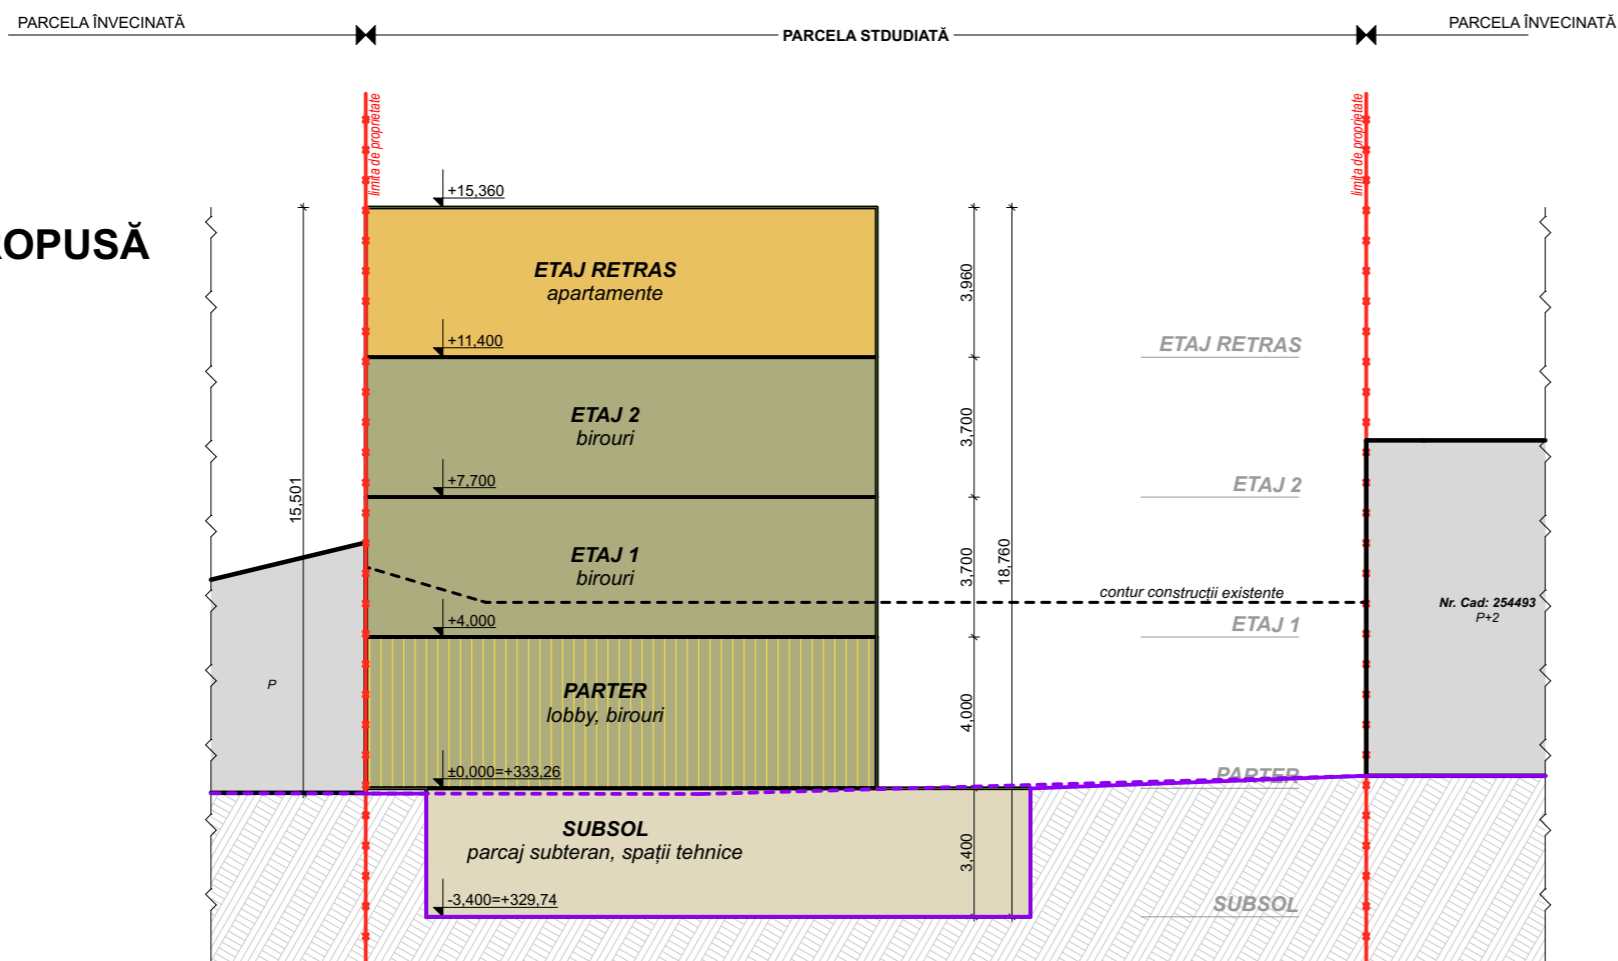 PARCELA ÎNVECINATĂ
PARCELA STDUDIATĂ
PARCELA ÎNVECINATĂ
limita de proprietate
limita de proprietate
OPUSĂ
+15,360
ETAJ RETRAS
apartamente
3,960
+11,400
ETAJ RETRAS
ETAJ 2
birouri
3,700
+7,700
ETAJ 2
15,501
ETAJ 1
birouri
3,700
18,760
contur construcții existente
Nr. Cad: 254493
P+2
+4,000
ETAJ 1
P
PARTER
lobby, birouri
4,000
±0,000=+333,26
PARTER
SUBSOL
parcaj subteran, spații tehnice
3,400
-3,400=+329,74
SUBSOL